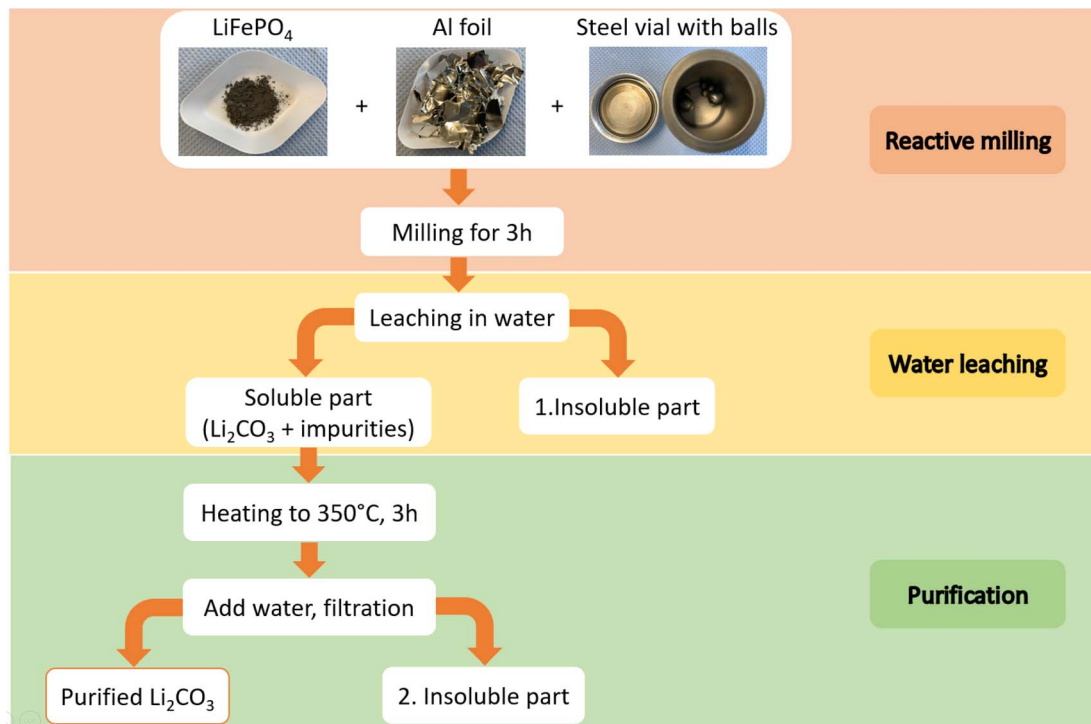 LiFePO₄
Al foil
Steel vial with balls
+
+
Reactive milling
Milling for 3h
Leaching in water
Water leaching
Soluble part
(Li₂CO₃ + impurities)
1.Insoluble part
Heating to 350°C, 3h
Add water, filtration
Purification
Purified Li₂CO₃
2. Insoluble part